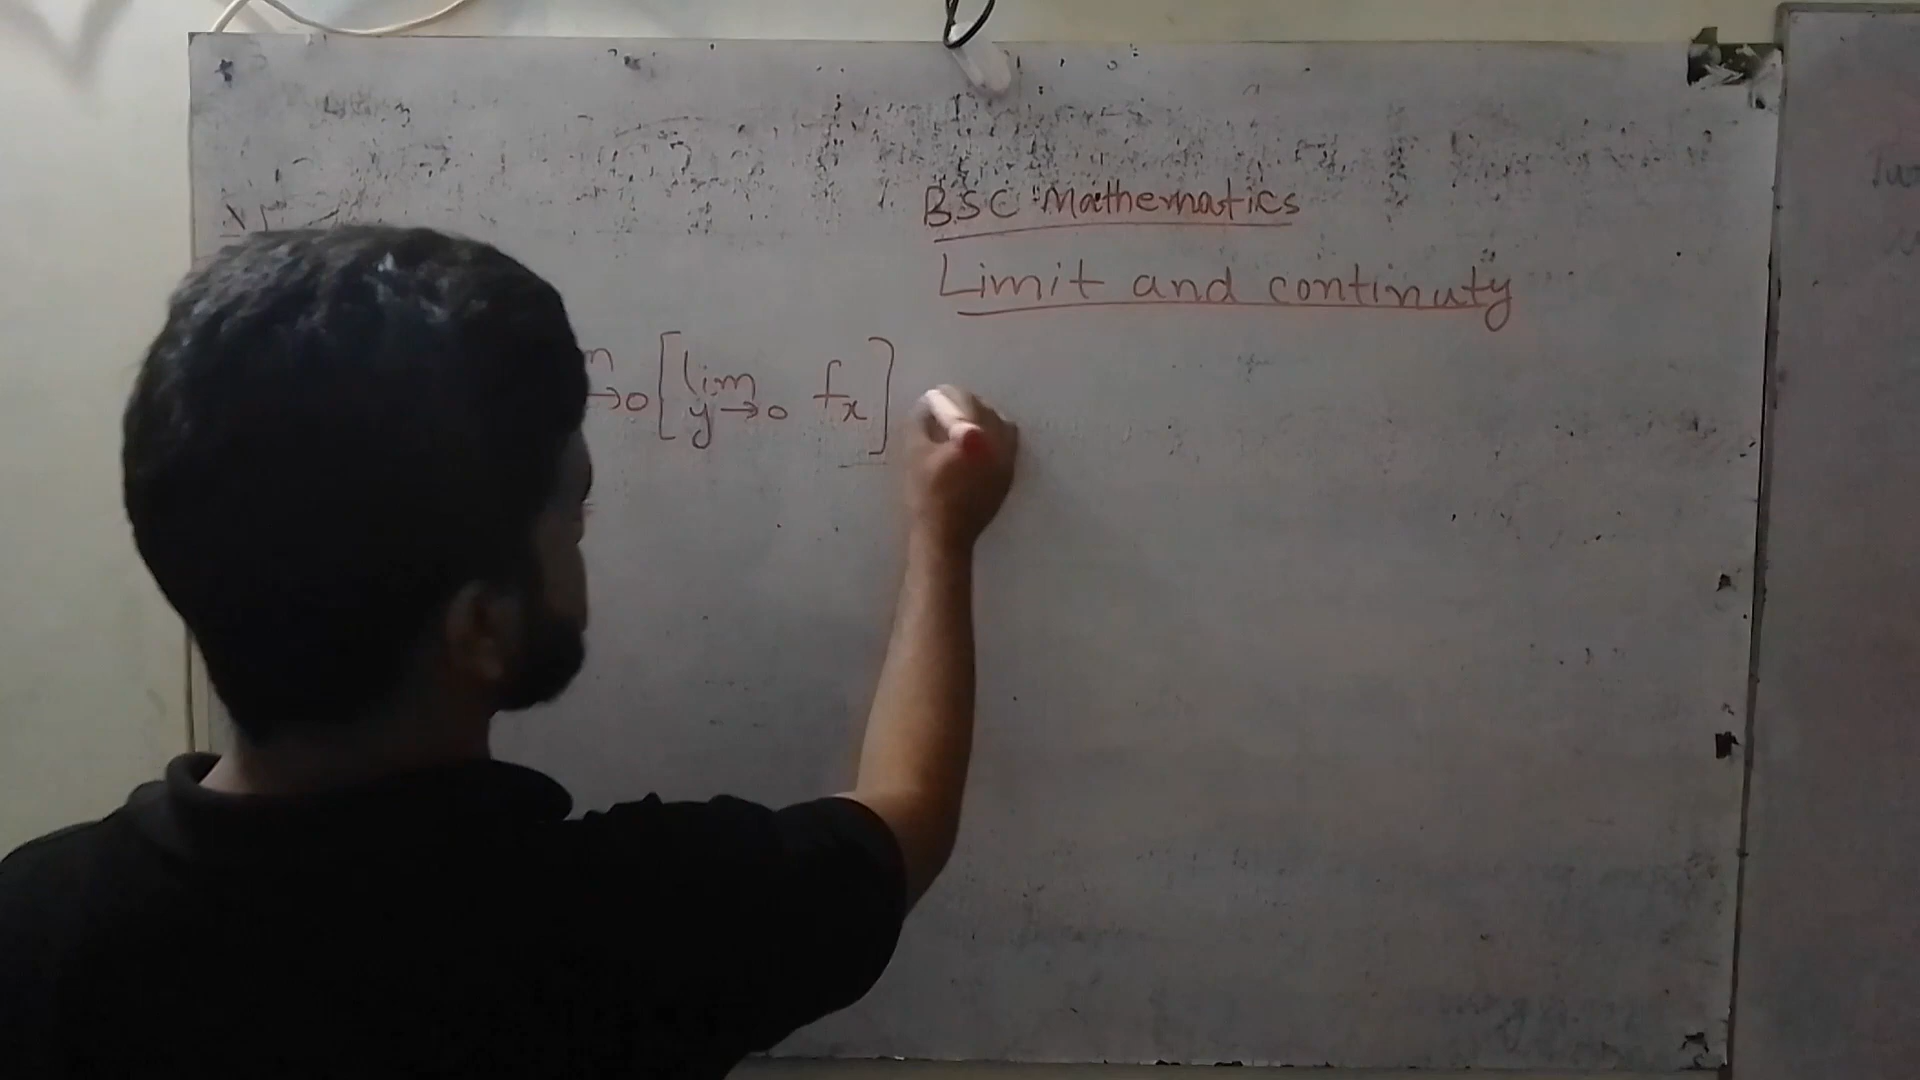 BSC Mathematics
Limit and continuty
→0 [lim y→0 fx]